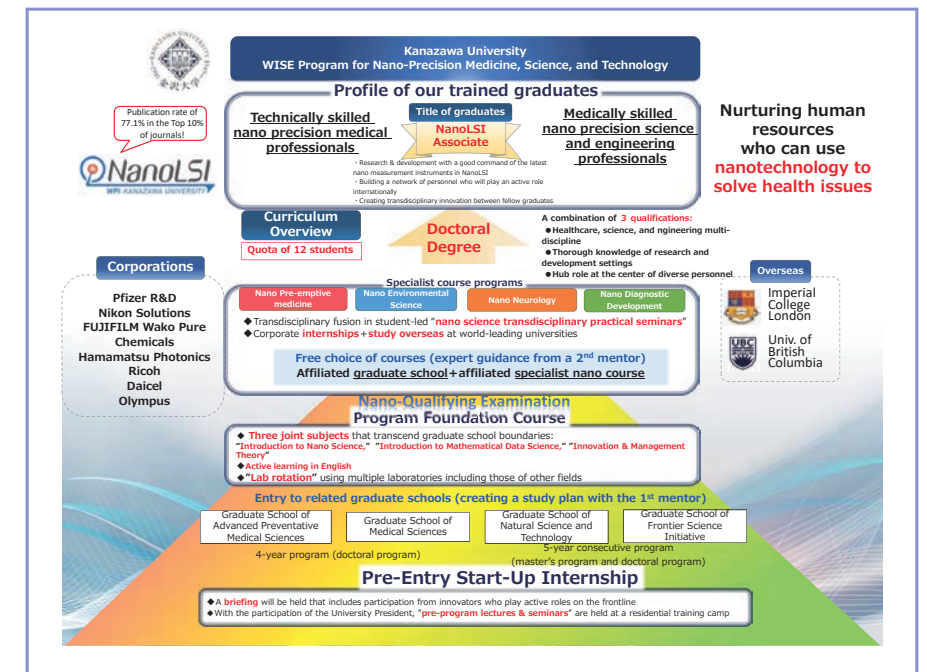 Kanazawa University
WISE Program for Nano-Precision Medicine, Science, and Technology
Publication rate of
77.1% in the Top 10%
of journals!
NanoLSI
WPI KANAZAWA UNIVERSITY
Profile of our trained graduates
Technically skilled
nano precision medical
professionals
Title of graduates
NanoLSI
Associate
Medically skilled
nano precision science
and engineering
professionals
・Research & development with a good command of the latest
nano measurement instruments in NanoLSI
・Building a network of personnel who will play an active role
internationally
・Creating transdisciplinary innovation between fellow graduates
Nurturing human
resources
who can use
nanotechnology to
solve health issues
Curriculum
Overview
Quota of 12 students
Doctoral
Degree
A combination of 3 qualifications:
●Healthcare, science, and ngineering multi-
discipline
●Thorough knowledge of research and
development settings
●Hub role at the center of diverse personnel
Corporations
Pfizer R&D
Nikon Solutions
FUJIFILM Wako Pure
Chemicals
Hamamatsu Photonics
Ricoh
Daicel
Olympus
Specialist course programs
Nano Pre-emptive
medicine
Nano Environmental
Science
Nano Neurology
Nano Diagnostic
Development
◆Transdisciplinary fusion in student-led “nano science transdisciplinary practical seminars”
◆Corporate internships+study overseas at world-leading universities
Free choice of courses (expert guidance from a 2nd mentor)
Affiliated graduate school+affiliated specialist nano course
Overseas
Imperial
College
London
UBC
Univ. of
British
Columbia
Nano-Qualifying Examination
Program Foundation Course
◆ Three joint subjects that transcend graduate school boundaries:
“Introduction to Nano Science,” “Introduction to Mathematical Data Science,” “Innovation & Management
Theory”
◆Active learning in English
◆“Lab rotation” using multiple laboratories including those of other fields
Entry to related graduate schools (creating a study plan with the 1st mentor)
Graduate School of
Advanced Preventative
Medical Sciences
Graduate School of
Medical Sciences
Graduate School of
Natural Science and
Technology
Graduate School of
Frontier Science
Initiative
4-year program (doctoral program)
5-year consecutive program
(master’s program and doctoral program)
Pre-Entry Start-Up Internship
◆A briefing will be held that includes participation from innovators who play active roles on the frontline
◆With the participation of the University President, “pre-program lectures & seminars” are held at a residential training camp